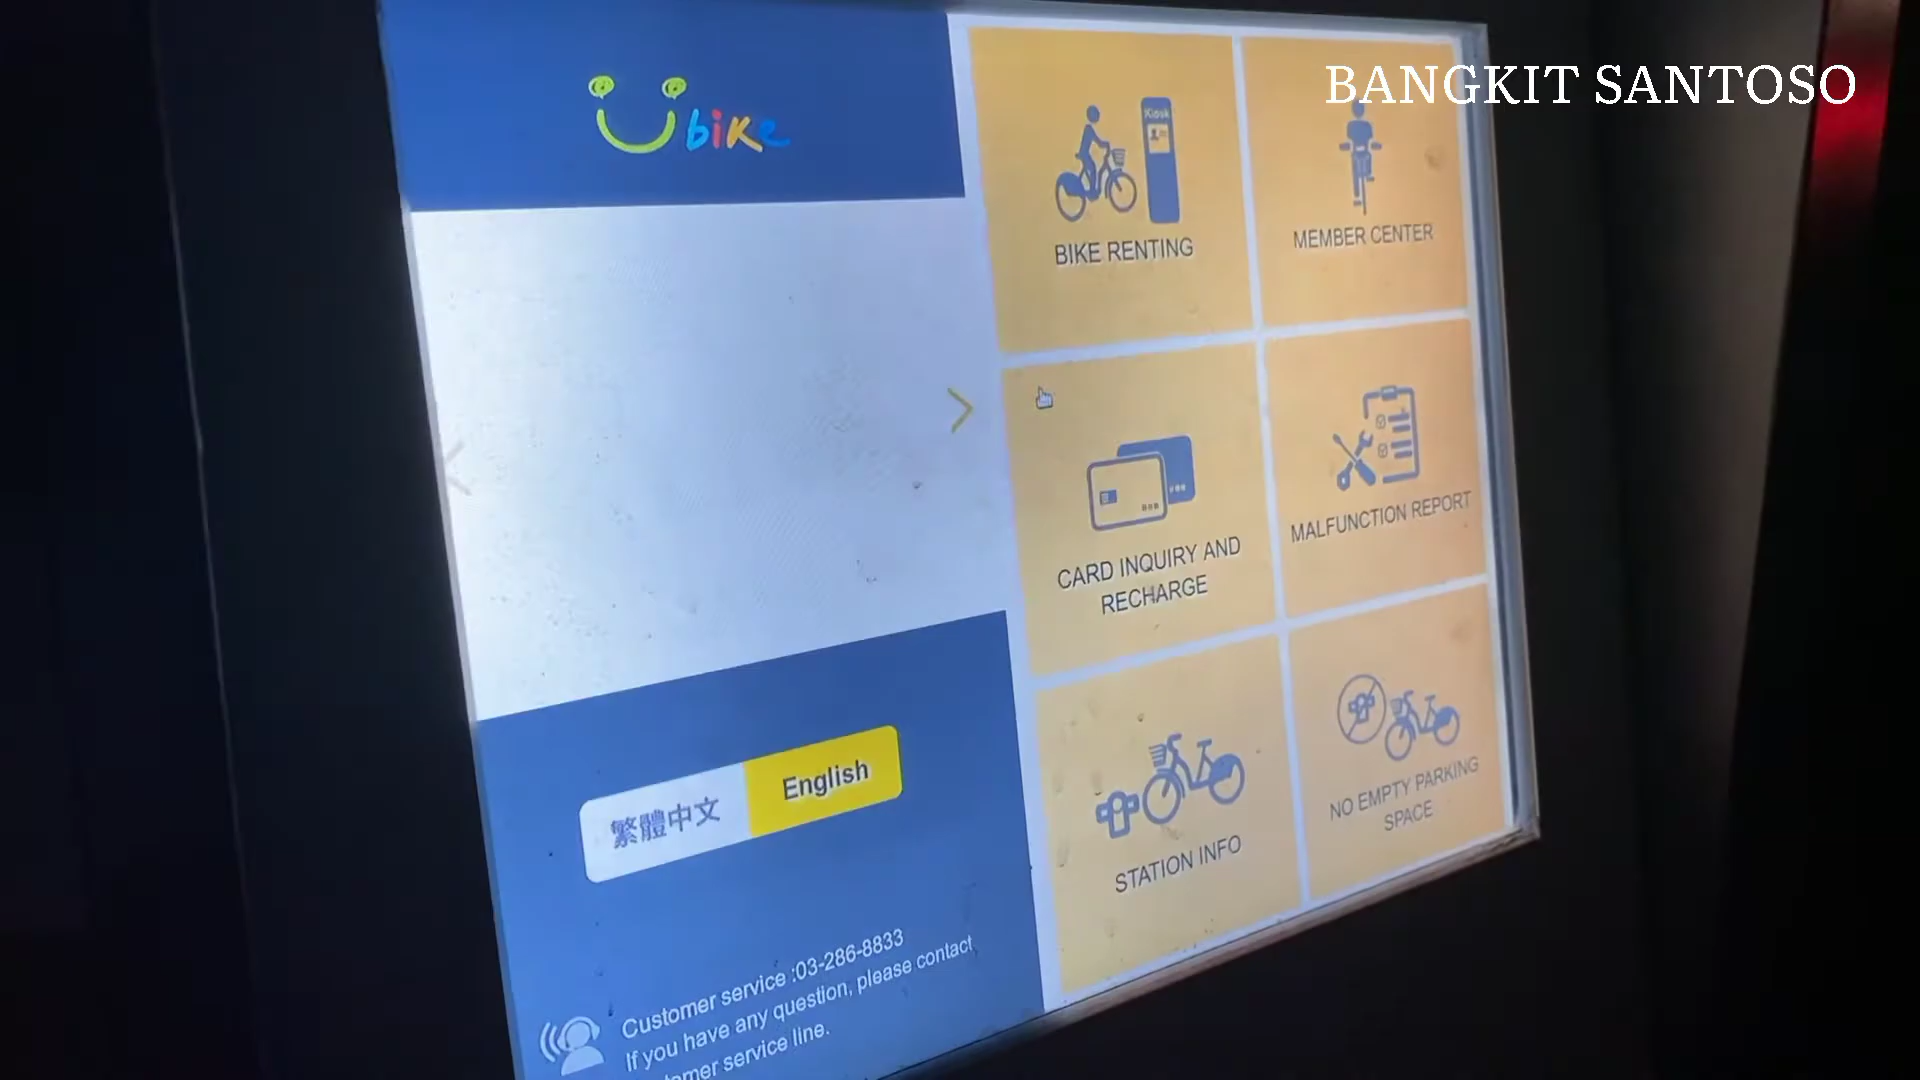 BANGKIT SANTOSO
Ubike
Kiosk
BIKE RENTING
MEMBER CENTER
CARD INQUIRY AND
RECHARGE
MALFUNCTION REPORT
STATION INFO
NO EMPTY PARKING
SPACE
繁體中文
English
Customer service :03-286-8833
If you have any question, please contact
service line.